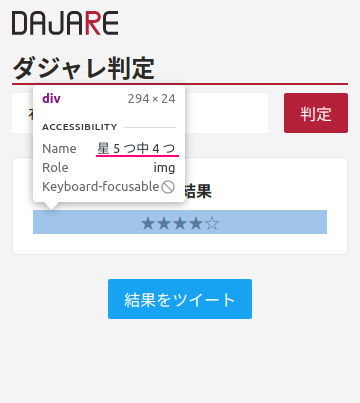 DAJARE
ダジャレ判定
判定
div 294 × 24
ACCESSIBILITY
Name 星 5 つ中 4 つ
Role img
Keyboard-focusable
結果
★★★★☆
結果をツイート